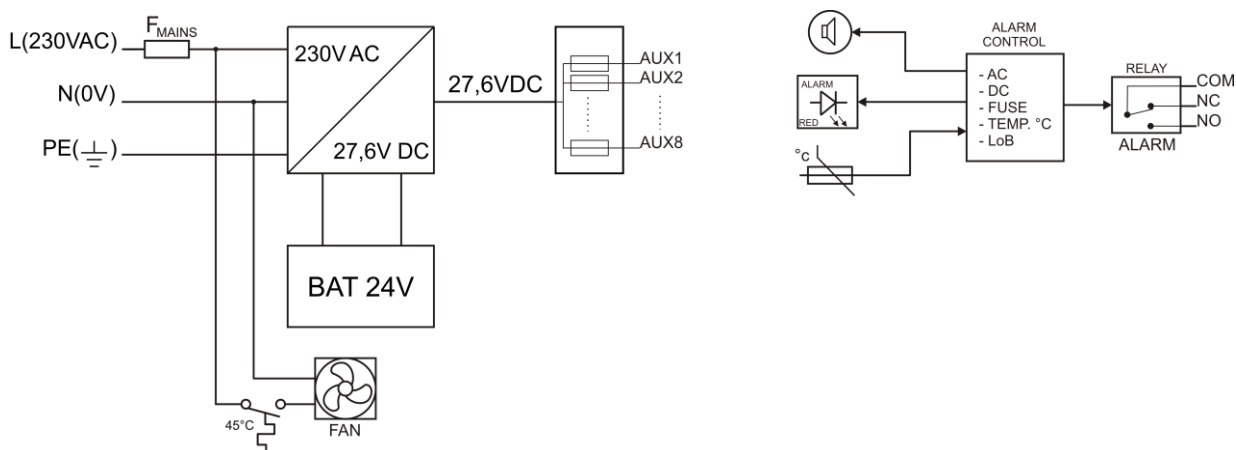 L(230VAC)
FMAINS
N(0V)
PE(⏚)
230V AC
27,6V DC
27,6VDC
AUX1
AUX2
AUX8
BAT 24V
45°C
FAN
ALARM
CONTROL
- AC
- DC
- FUSE
- TEMP. °C
- LoB
ALARM
RED
°c
RELAY
COM
NC
NO
ALARM